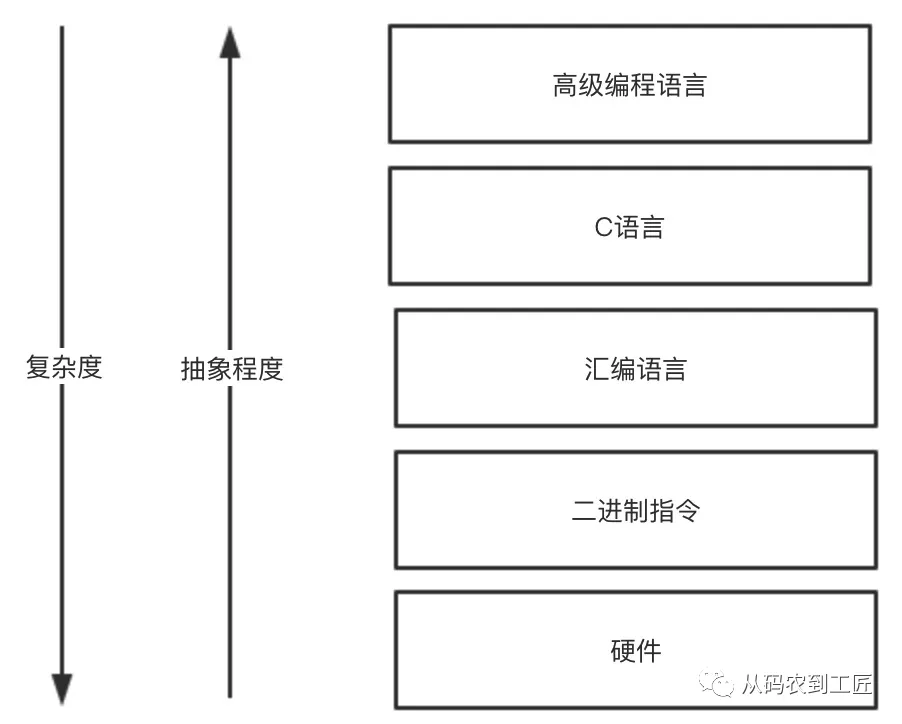 高级编程语言
C语言
复杂度
抽象程度
汇编语言
二进制指令
硬件
从码农到工匠